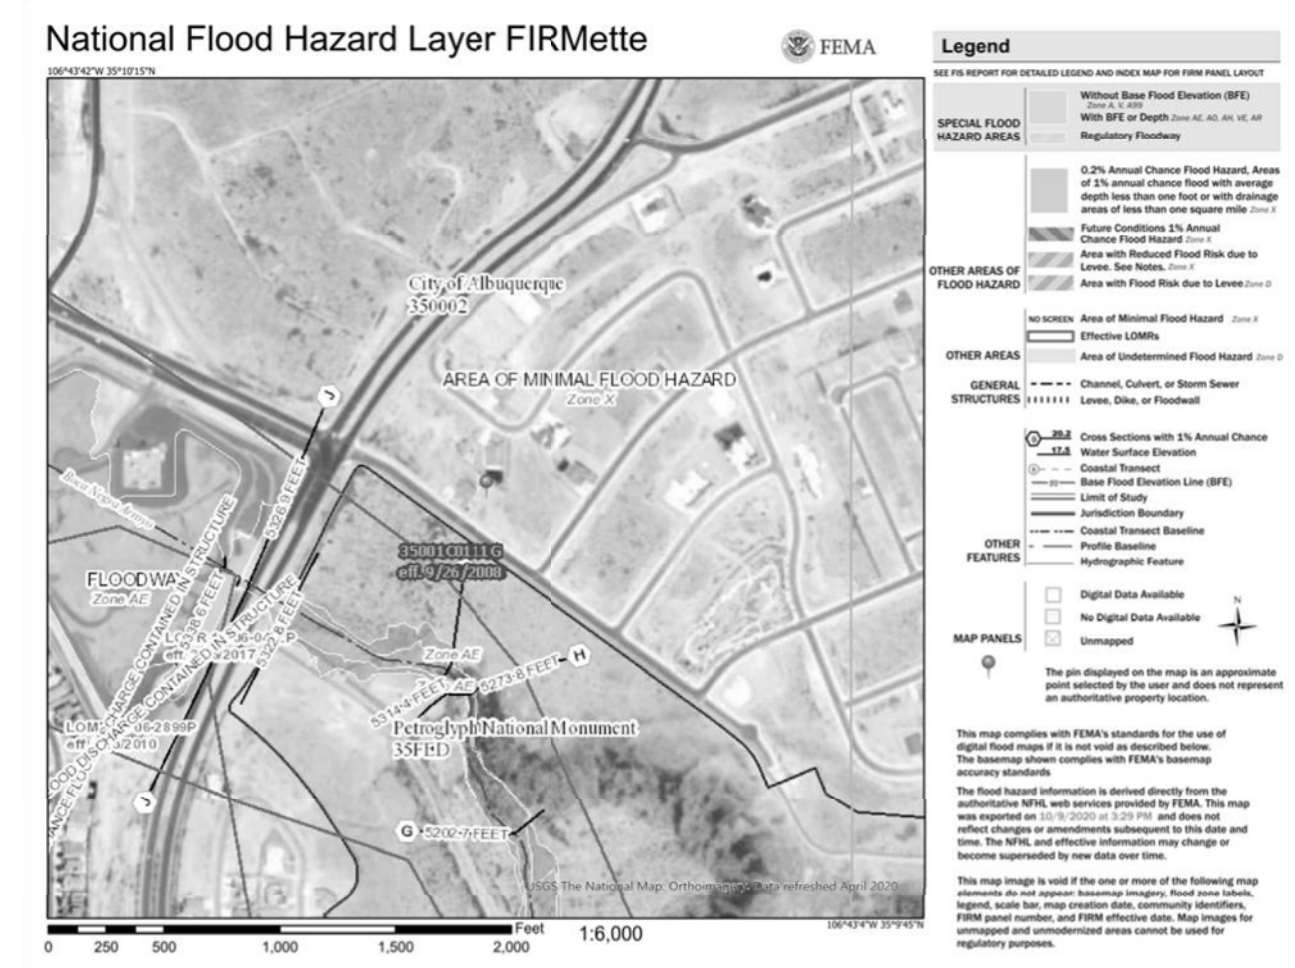 National Flood Hazard Layer FIRMette
FEMA
106°43'42"W 35°10'15"N
City of Albuquerque
350002
AREA OF MINIMAL FLOOD HAZARD
Zone X
J
5326.9 FEET
Boca Negra Arroyo
35001C0111G
eff. 9/26/2008
FLOODWAY
Zone AE
5338.6 FEET
CONTAINED IN STRUCTURE
DISCHARGE CONTAINED IN STRUCTURE
5322.8 FEET
2017
Zone AE
5314.4 FEET
AE
5273.8 FEET
H
Petroglyph National Monument
35FED
06-2899P
2010
J
G
5202.7 FEET
USGS The National Map: Orthoimagery. Data refreshed April 2020
106°43'4"W 35°9'45"N
0 250 500 1,000 1,500 2,000
Feet
1:6,000
Legend
SEE FIS REPORT FOR DETAILED LEGEND AND INDEX MAP FOR FIRM PANEL LAYOUT
SPECIAL FLOOD
HAZARD AREAS
Without Base Flood Elevation (BFE)
Zone A, V, A99
With BFE or Depth Zone AE, AO, AH, VE, AR
Regulatory Floodway
OTHER AREAS OF
FLOOD HAZARD
0.2% Annual Chance Flood Hazard, Areas
of 1% annual chance flood with average
depth less than one foot or with drainage
areas of less than one square mile Zone X
Future Conditions 1% Annual
Chance Flood Hazard Zone X
Area with Reduced Flood Risk due to
Levee. See Notes. Zone X
Area with Flood Risk due to Levee Zone D
OTHER AREAS
NO SCREEN Area of Minimal Flood Hazard Zone X
Effective LOMRs
Area of Undetermined Flood Hazard Zone D
GENERAL
STRUCTURES
Channel, Culvert, or Storm Sewer
Levee, Dike, or Floodwall
OTHER
FEATURES
20.2 Cross Sections with 1% Annual Chance
17.5 Water Surface Elevation
Coastal Transect
Base Flood Elevation Line (BFE)
Limit of Study
Jurisdiction Boundary
Coastal Transect Baseline
Profile Baseline
Hydrographic Feature
MAP PANELS
Digital Data Available
No Digital Data Available
Unmapped
N
The pin displayed on the map is an approximate
point selected by the user and does not represent
an authoritative property location.
This map complies with FEMA's standards for the use of
digital flood maps if it is not void as described below.
The basemap shown complies with FEMA's basemap
accuracy standards
The flood hazard information is derived directly from the
authoritative NFHL web services provided by FEMA. This map
was exported on 10/9/2020 at 3:29 PM and does not
reflect changes or amendments subsequent to this date and
time. The NFHL and effective information may change or
become superseded by new data over time.
This map image is void if the one or more of the following map
elements do not appear: basemap imagery, flood zone labels,
legend, scale bar, map creation date, community identifiers,
FIRM panel number, and FIRM effective date. Map images for
unmapped and unmodernized areas cannot be used for
regulatory purposes.